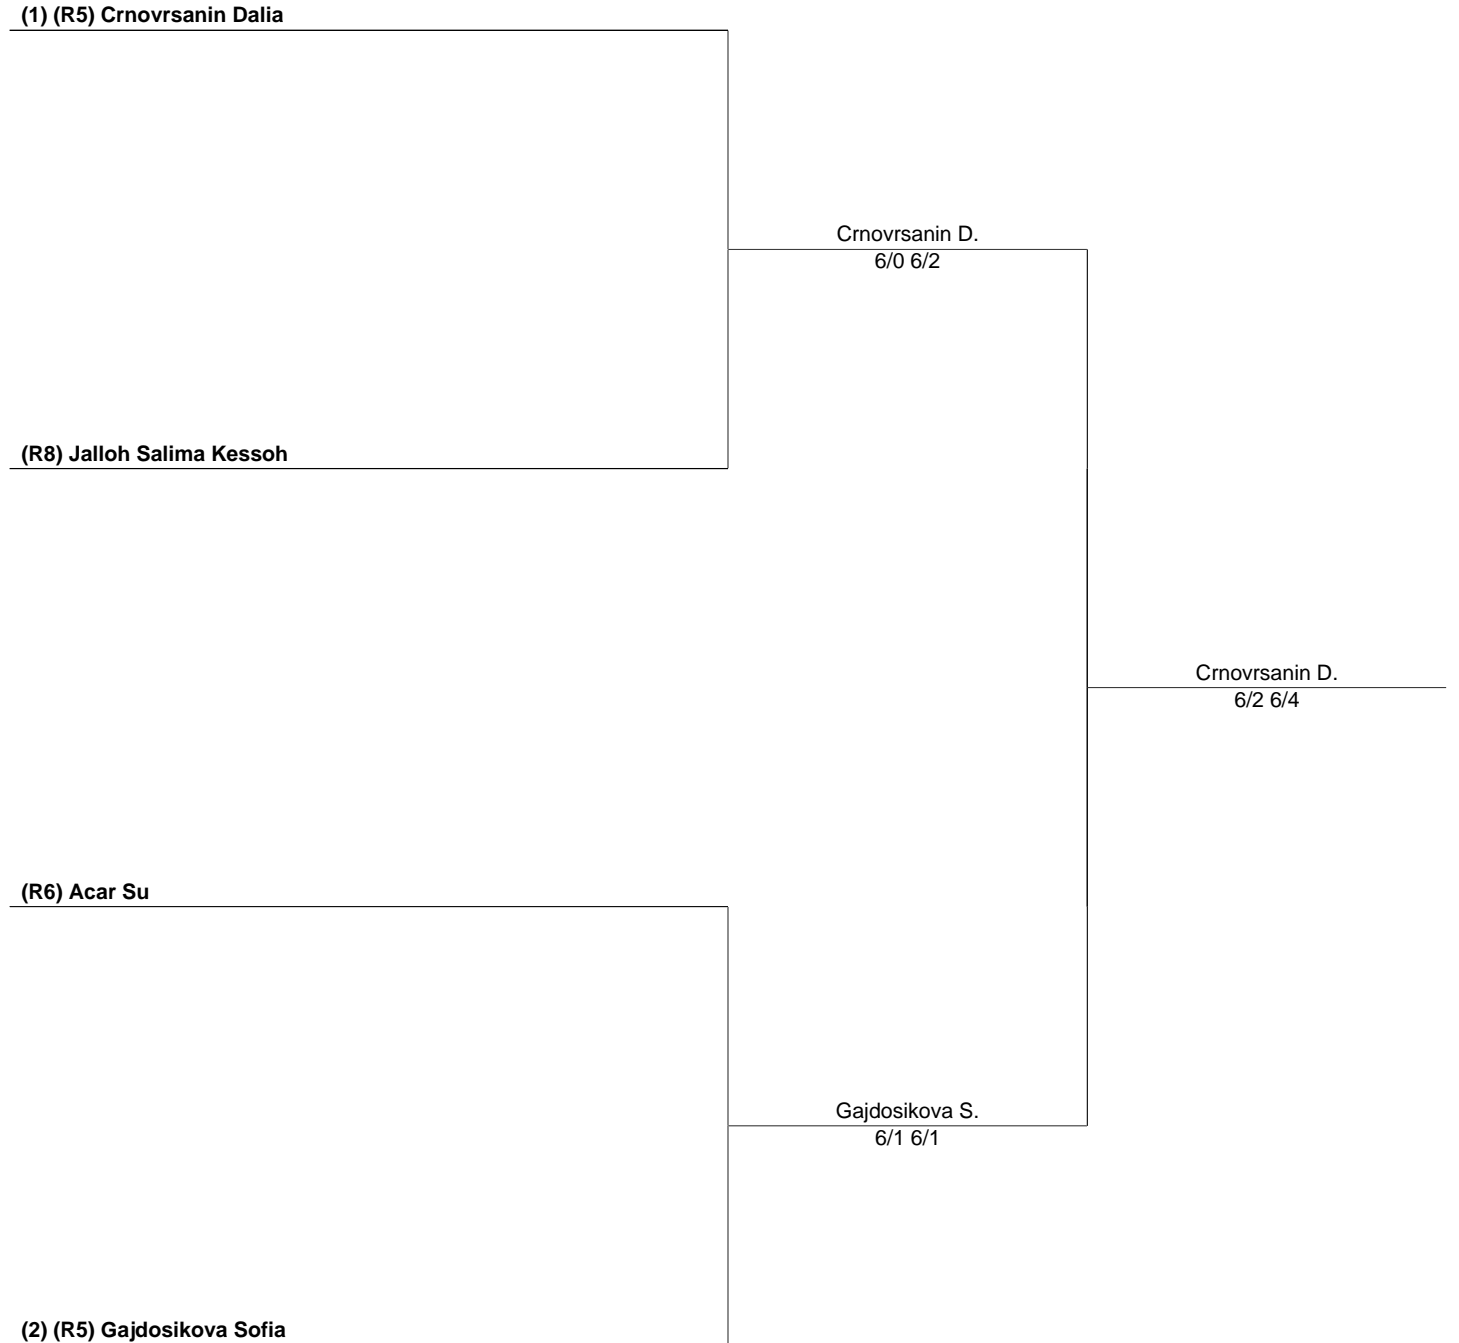 (1) (R5) Crnovrsanin Dalia
Crnovrsanin D.
6/0 6/2
(R8) Jalloh Salima Kessoh
Crnovrsanin D.
6/2 6/4
(R6) Acar Su
Gajdosikova S.
6/1 6/1
(2) (R5) Gajdosikova Sofia